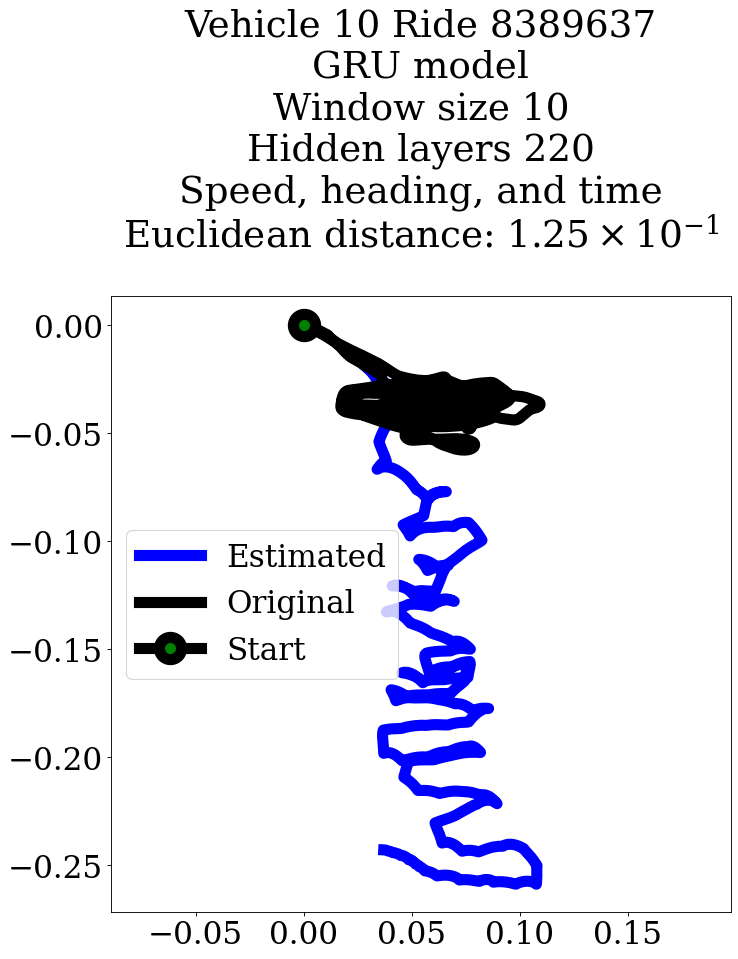 Vehicle 10 Ride 8389637
GRU model
Window size 10
Hidden layers 220
Speed, heading, and time
Euclidean distance: 1.25 × 10⁻¹
0.00
−0.05
−0.10
−0.15
−0.20
−0.25
Estimated
Original
Start
−0.05 0.00 0.05 0.10 0.15